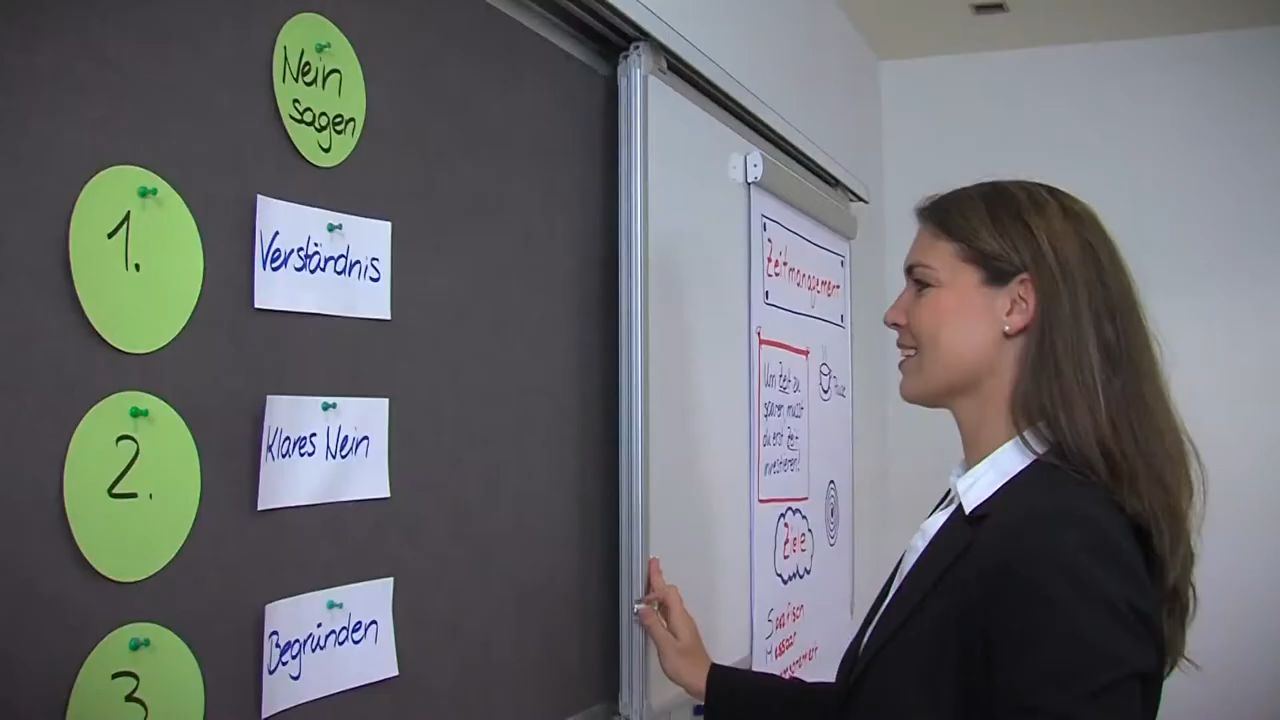 Nein
sagen
1.
Verständnis
2.
Klares Nein
3
Begründen
Zeitmanagement
Um Zeit zu
sparen musst
du erst Zeit
investieren!
Pause
Ziele